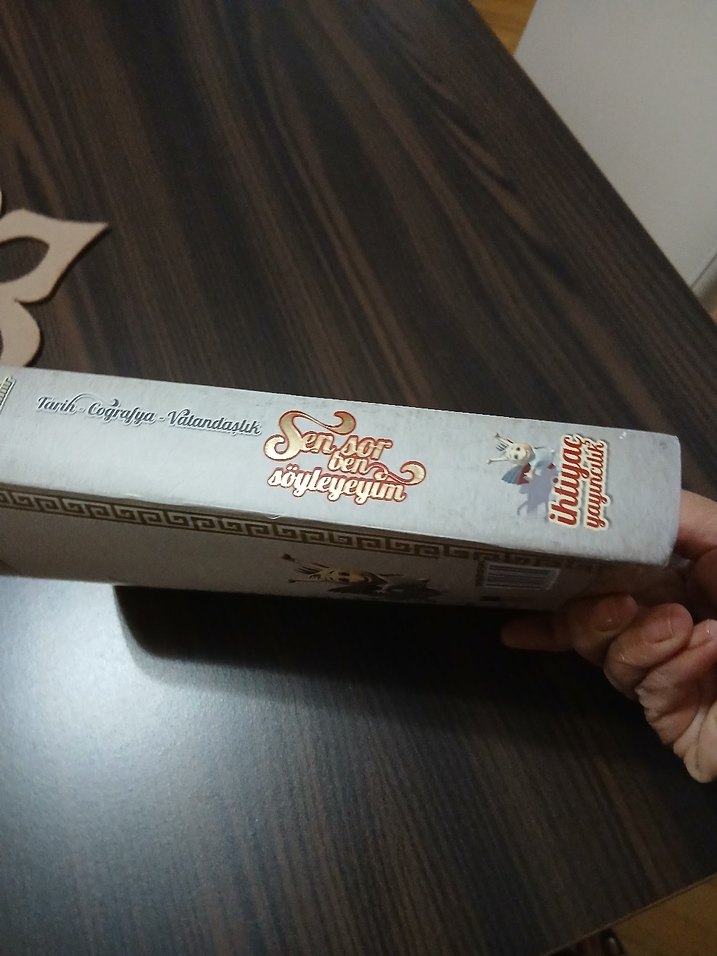 Tarih - Coğrafya - Vatandaşlık
Sen sor
ben
söyleyeyim
ihtiyaç
yayıncılık